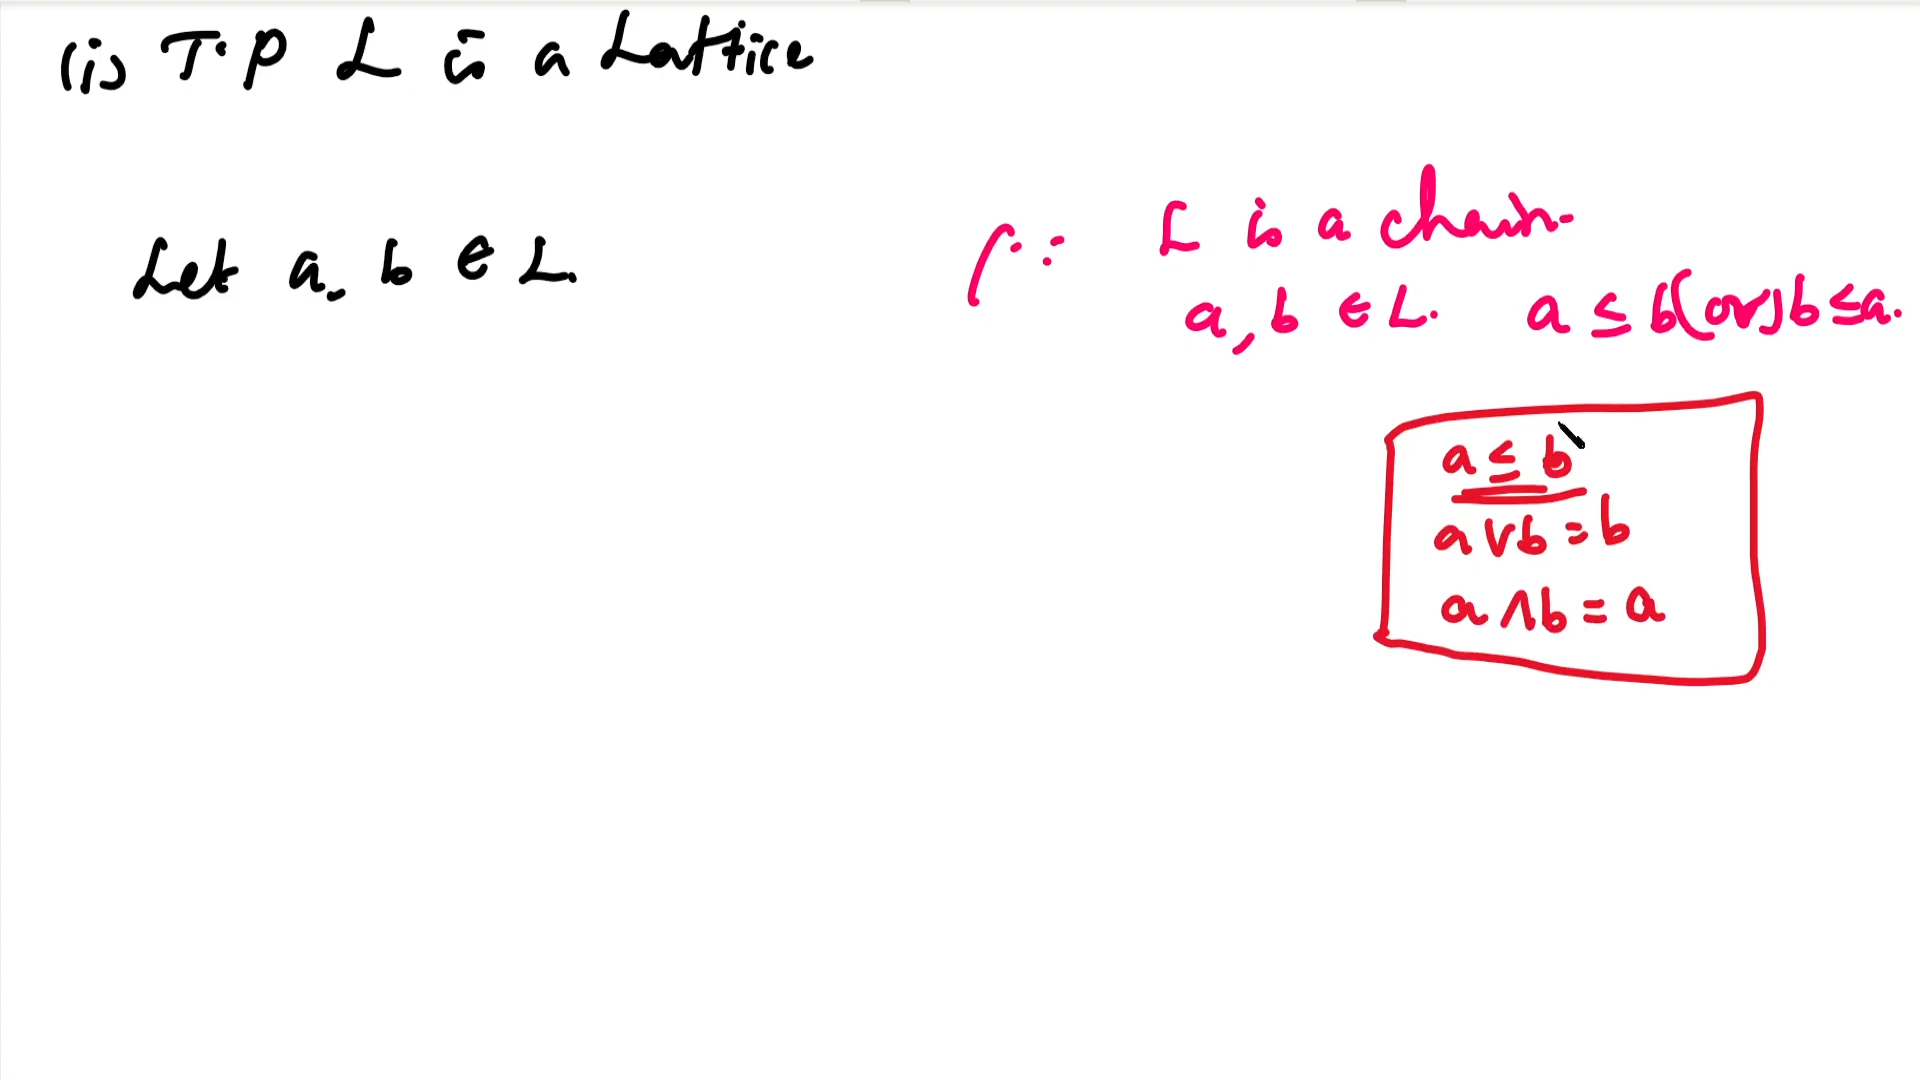 (i) T.P L is a Lattice
Let a, b ∈ L.
(∵ L is a chain.
a, b ∈ L. a ≤ b (or) b ≤ a.
a ≤ b
a ∨ b = b
a ∧ b = a